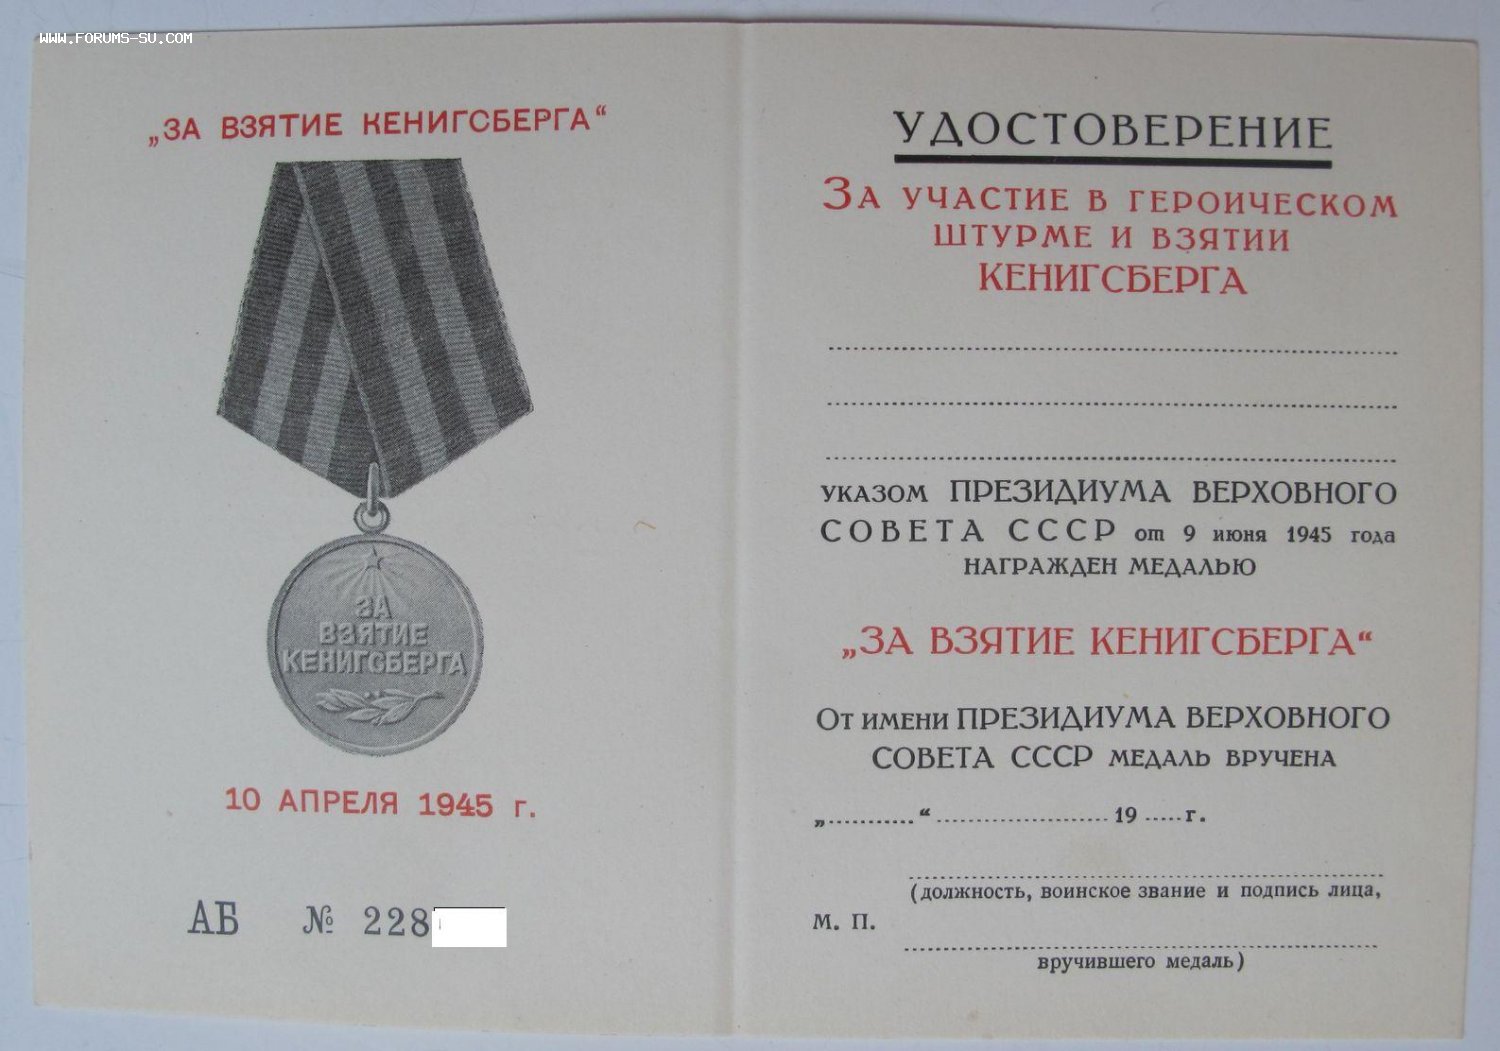 WWW.FORUMS-SU.COM
„ЗА ВЗЯТИЕ КЕНИГСБЕРГА“
ЗА
ВЗЯТИЕ
КЕНИГСБЕРГА
10 АПРЕЛЯ 1945 г.
АБ № 228
УДОСТОВЕРЕНИЕ
ЗА УЧАСТИЕ В ГЕРОИЧЕСКОМ
ШТУРМЕ И ВЗЯТИИ
КЕНИГСБЕРГА
УКАЗОМ ПРЕЗИДИУМА ВЕРХОВНОГО
СОВЕТА СССР от 9 июня 1945 года
НАГРАЖДЕН МЕДАЛЬЮ
„ЗА ВЗЯТИЕ КЕНИГСБЕРГА“
ОТ ИМЕНИ ПРЕЗИДИУМА ВЕРХОВНОГО
СОВЕТА СССР МЕДАЛЬ ВРУЧЕНА
„...........“ ..................... 19 ..... г.
(должность, воинское звание и подпись лица,
М. П.
вручившего медаль)